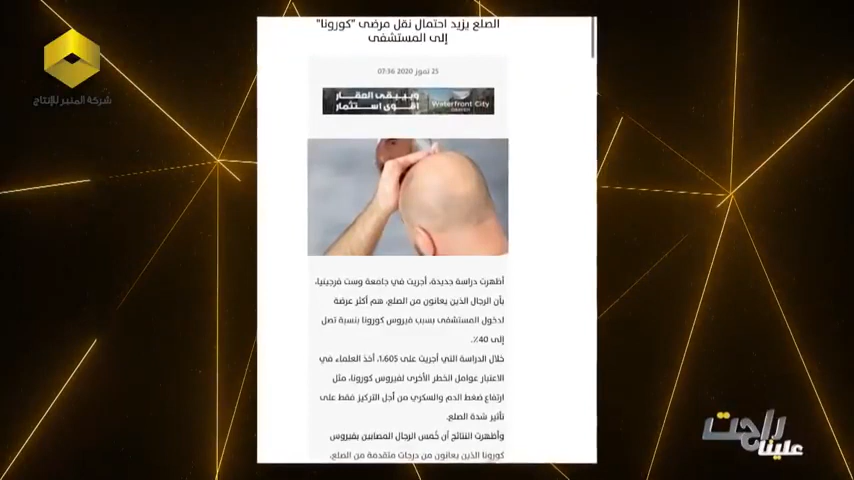 الصلع يزيد احتمال نقل مرضى "كورونا"
إلى المستشفى
25 تموز 2020 07:36
ويبقى العقار
اقوى استثمار
Waterfront City
شركة المنبر للإنتاج
أظهرت دراسة جديدة، أجريت في جامعة وست فرجينيا،
بأن الرجال الذين يعانون من الصلع، هم أكثر عرضة
لدخول المستشفى بسبب فيروس كورونا بنسبة تصل
إلى 40٪.
خلال الدراسة التي أجريت على 1,605، أخذ العلماء في
الاعتبار عوامل الخطر الأخرى لفيروس كورونا، مثل
ارتفاع ضغط الدم والسكري من أجل التركيز فقط على
تأثير شدة الصلع.
وأظهرت النتائج أن خُمس الرجال المصابين بفيروس
كورونا الذين يعانون من درجات متقدمة من الصلع،
راحت
علينا